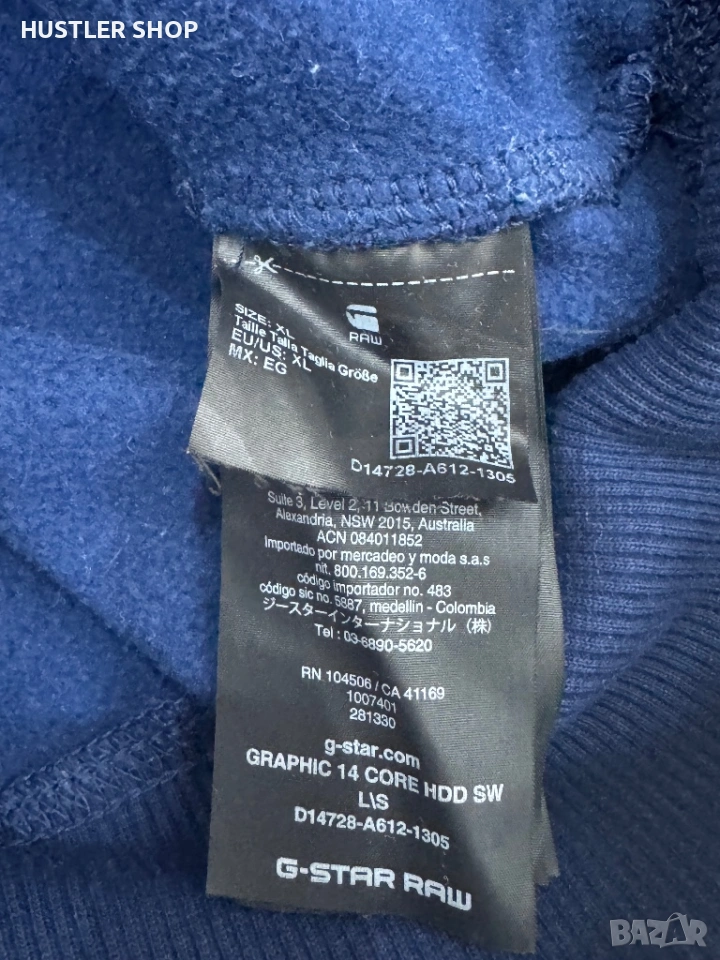 HUSTLER SHOP
RAW
SIZE: XL
Taille Talla Taglia Größe
EU/US: XL
MX: EG
D14728-A612-1305
Suite 3, Level 2, 11 Bowden Street,
Alexandria, NSW 2015, Australia
ACN 084011852
Importado por mercadeo y moda s.a.s
nit. 800.169.352-6
código importador no. 483
código sic no. 5887, medellin - Colombia
ジースターインターナショナル (株)
Tel : 03-6890-5620
RN 104506 / CA 41169
1007401
281330
g-star.com
GRAPHIC 14 CORE HDD SW
L\S
D14728-A612-1305
G-STAR RAW
BAZAR